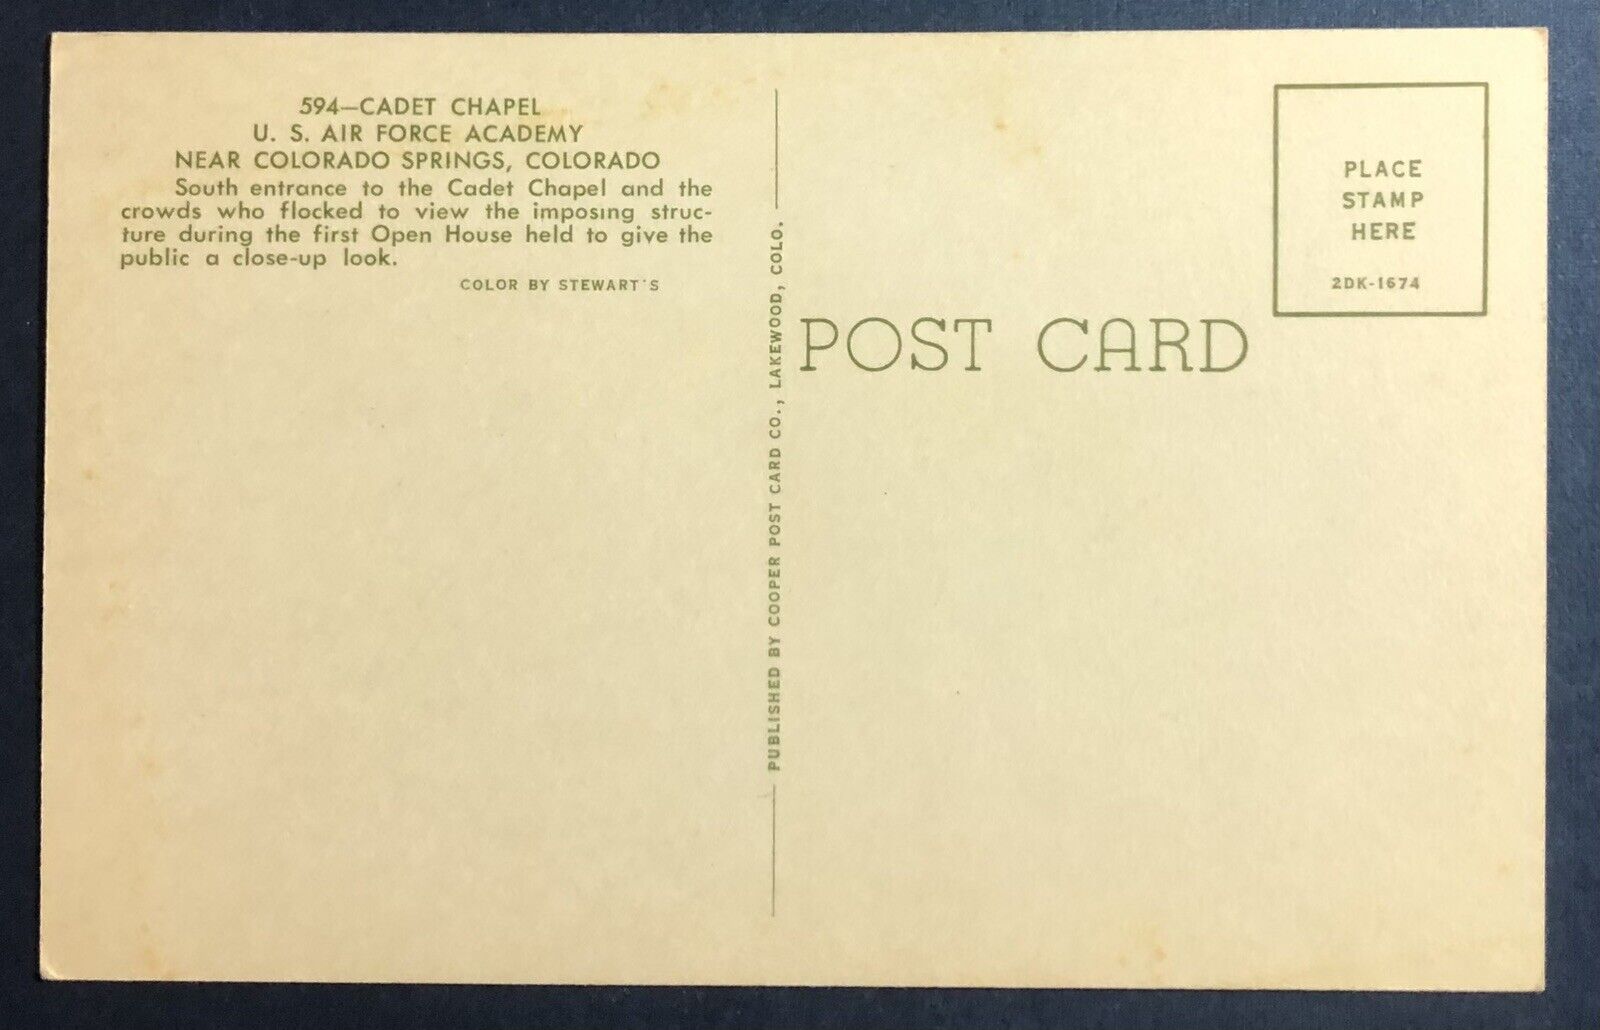 594—CADET CHAPEL
U. S. AIR FORCE ACADEMY
NEAR COLORADO SPRINGS, COLORADO
South entrance to the Cadet Chapel and the
crowds who flocked to view the imposing struc-
ture during the first Open House held to give the
public a close-up look.
COLOR BY STEWART'S
PUBLISHED BY COOPER POST CARD CO., LAKEWOOD, COLO.
POST CARD
PLACE
STAMP
HERE
2DK-1674